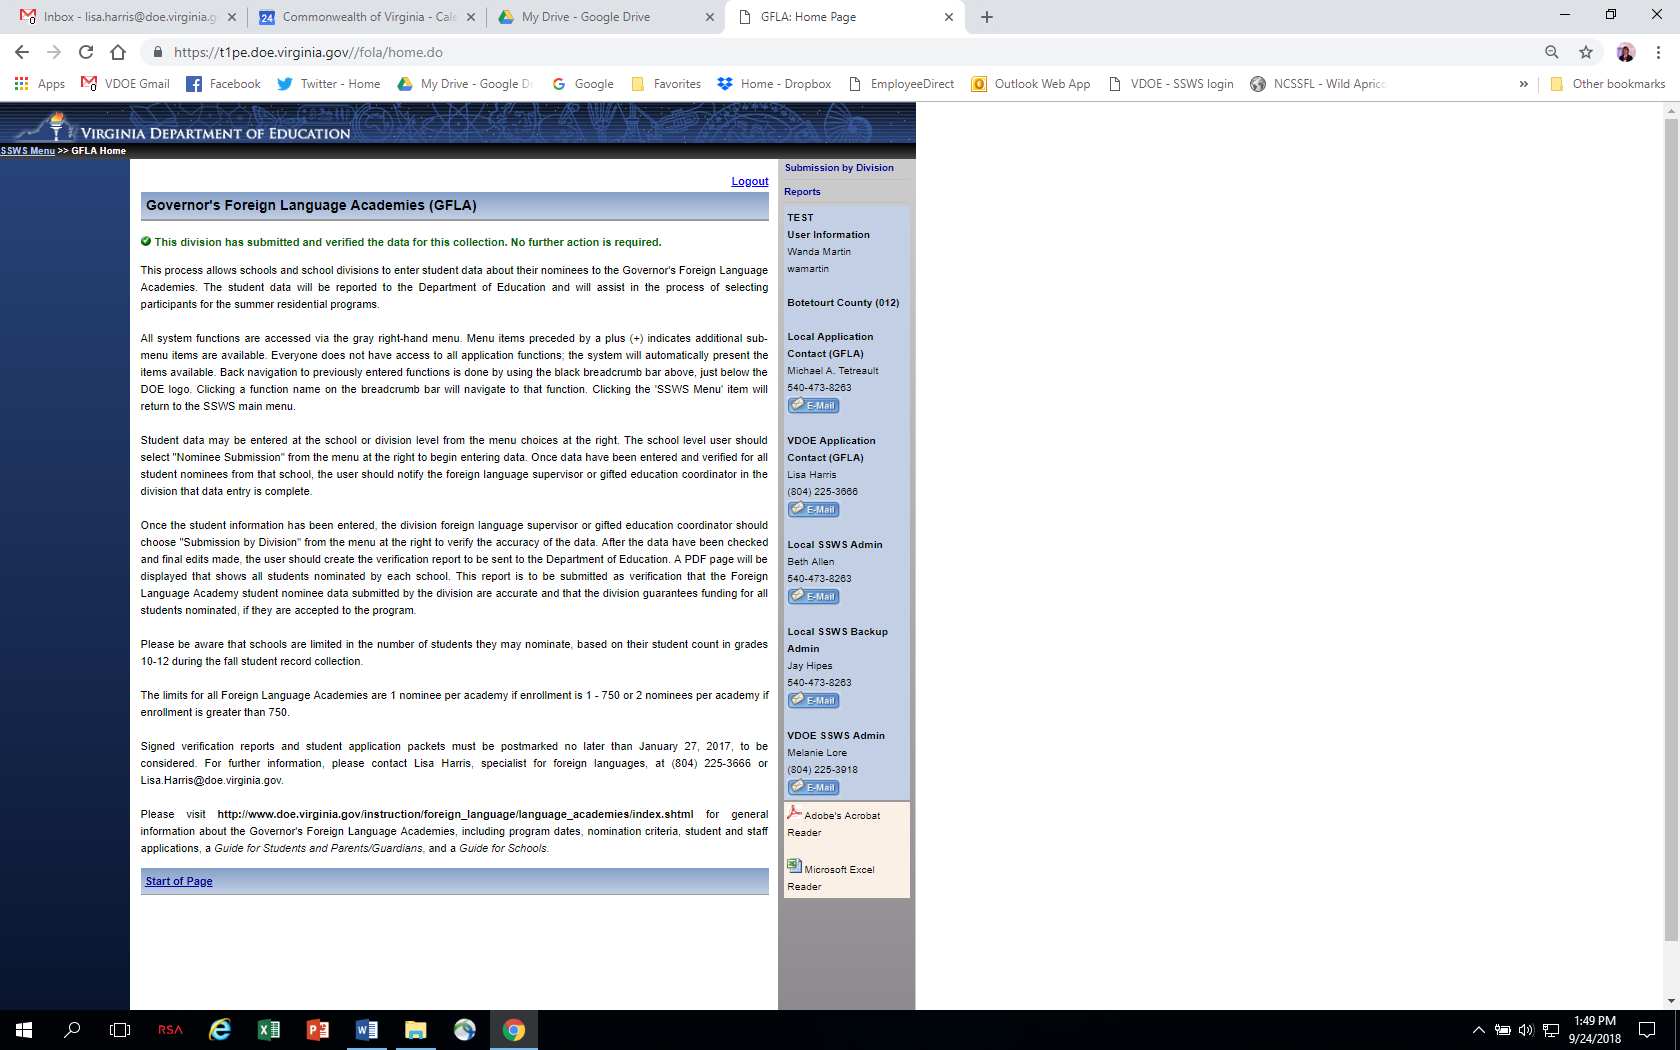 Inbox - lisa.harris@doe.virginia.g
Commonwealth of Virginia - Cale
My Drive - Google Drive
GFLA: Home Page
https://t1pe.doe.virginia.gov//fola/home.do
Apps
VDOE Gmail
Facebook
Twitter - Home
My Drive - Google Dr
Google
Favorites
Home - Dropbox
EmployeeDirect
Outlook Web App
VDOE - SSWS login
NCSSFL - Wild Apric
»
Other bookmarks
VIRGINIA DEPARTMENT OF EDUCATION
SSWS Menu >> GFLA Home
Logout
Governor's Foreign Language Academies (GFLA)
This division has submitted and verified the data for this collection. No further action is required.
This process allows schools and school divisions to enter student data about their nominees to the Governor's Foreign Language
Academies. The student data will be reported to the Department of Education and will assist in the process of selecting
participants for the summer residential programs.
All system functions are accessed via the gray right-hand menu. Menu items preceded by a plus (+) indicates additional sub-
menu items are available. Everyone does not have access to all application functions; the system will automatically present the
items available. Back navigation to previously entered functions is done by using the black breadcrumb bar above, just below the
DOE logo. Clicking a function name on the breadcrumb bar will navigate to that function. Clicking the 'SSWS Menu' item will
return to the SSWS main menu.
Student data may be entered at the school or division level from the menu choices at the right. The school level user should
select "Nominee Submission" from the menu at the right to begin entering data. Once data have been entered and verified for all
student nominees from that school, the user should notify the foreign language supervisor or gifted education coordinator in the
division that data entry is complete.
Once the student information has been entered, the division foreign language supervisor or gifted education coordinator should
choose "Submission by Division" from the menu at the right to verify the accuracy of the data. After the data have been checked
and final edits made, the user should create the verification report to be sent to the Department of Education. A PDF page will be
displayed that shows all students nominated by each school. This report is to be submitted as verification that the Foreign
Language Academy student nominee data submitted by the division are accurate and that the division guarantees funding for all
students nominated, if they are accepted to the program.
Please be aware that schools are limited in the number of students they may nominate, based on their student count in grades
10-12 during the fall student record collection.
The limits for all Foreign Language Academies are 1 nominee per academy if enrollment is 1 - 750 or 2 nominees per academy if
enrollment is greater than 750.
Signed verification reports and student application packets must be postmarked no later than January 27, 2017, to be
considered. For further information, please contact Lisa Harris, specialist for foreign languages, at (804) 225-3666 or
Lisa.Harris@doe.virginia.gov.
Please visit http://www.doe.virginia.gov/instruction/foreign_language/language_academies/index.shtml for general
information about the Governor's Foreign Language Academies, including program dates, nomination criteria, student and staff
applications, a Guide for Students and Parents/Guardians, and a Guide for Schools.
Start of Page
Submission by Division
Reports
TEST
User Information
Wanda Martin
wamartin
Botetourt County (012)
Local Application
Contact (GFLA)
Michael A. Tetreault
540-473-8263
E-Mail
VDOE Application
Contact (GFLA)
Lisa Harris
(804) 225-3666
E-Mail
Local SSWS Admin
Beth Allen
540-473-8263
E-Mail
Local SSWS Backup
Admin
Jay Hipes
540-473-8263
E-Mail
VDOE SSWS Admin
Melanie Lore
(804) 225-3918
E-Mail
Adobe's Acrobat
Reader
Microsoft Excel
Reader
RSA
1:49 PM
9/24/2018